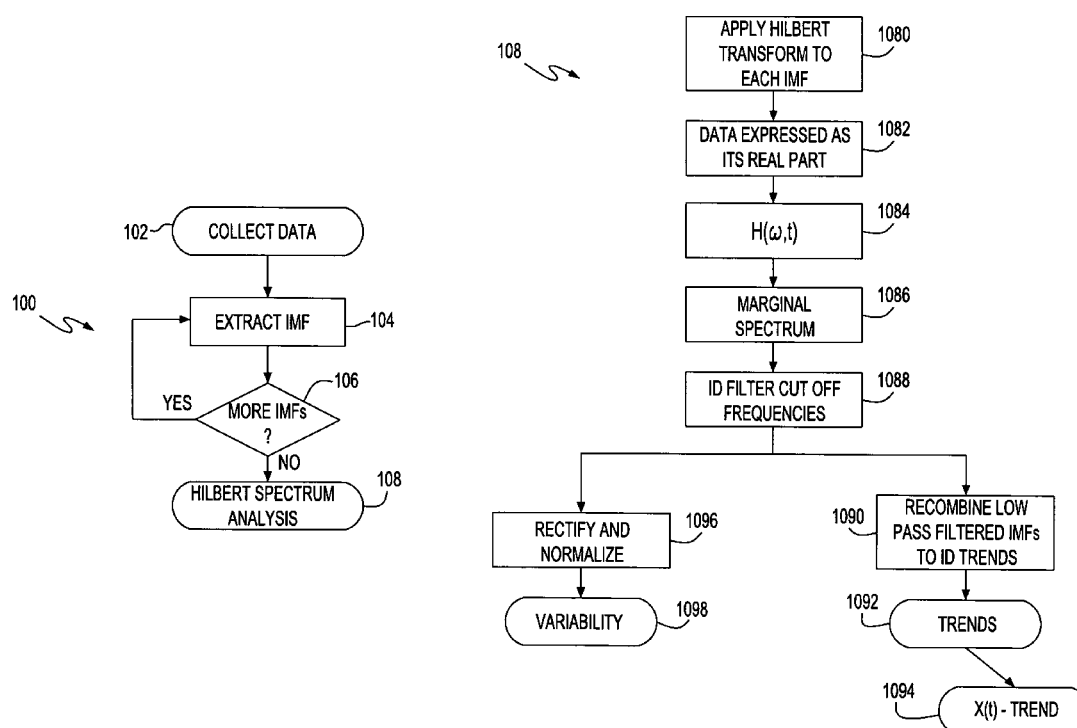 100
102
COLLECT DATA
EXTRACT IMF
104
106
YES
MORE IMFs
?
NO
HILBERT SPECTRUM
ANALYSIS
108
108
APPLY HILBERT
TRANSFORM TO
EACH IMF
1080
DATA EXPRESSED AS
ITS REAL PART
1082
H(ω,t)
1084
MARGINAL
SPECTRUM
1086
ID FILTER CUT OFF
FREQUENCIES
1088
RECTIFY AND
NORMALIZE
1096
VARIABILITY
1098
1090
RECOMBINE LOW
PASS FILTERED IMFs
TO ID TRENDS
1092
TRENDS
1094
X(t) - TREND